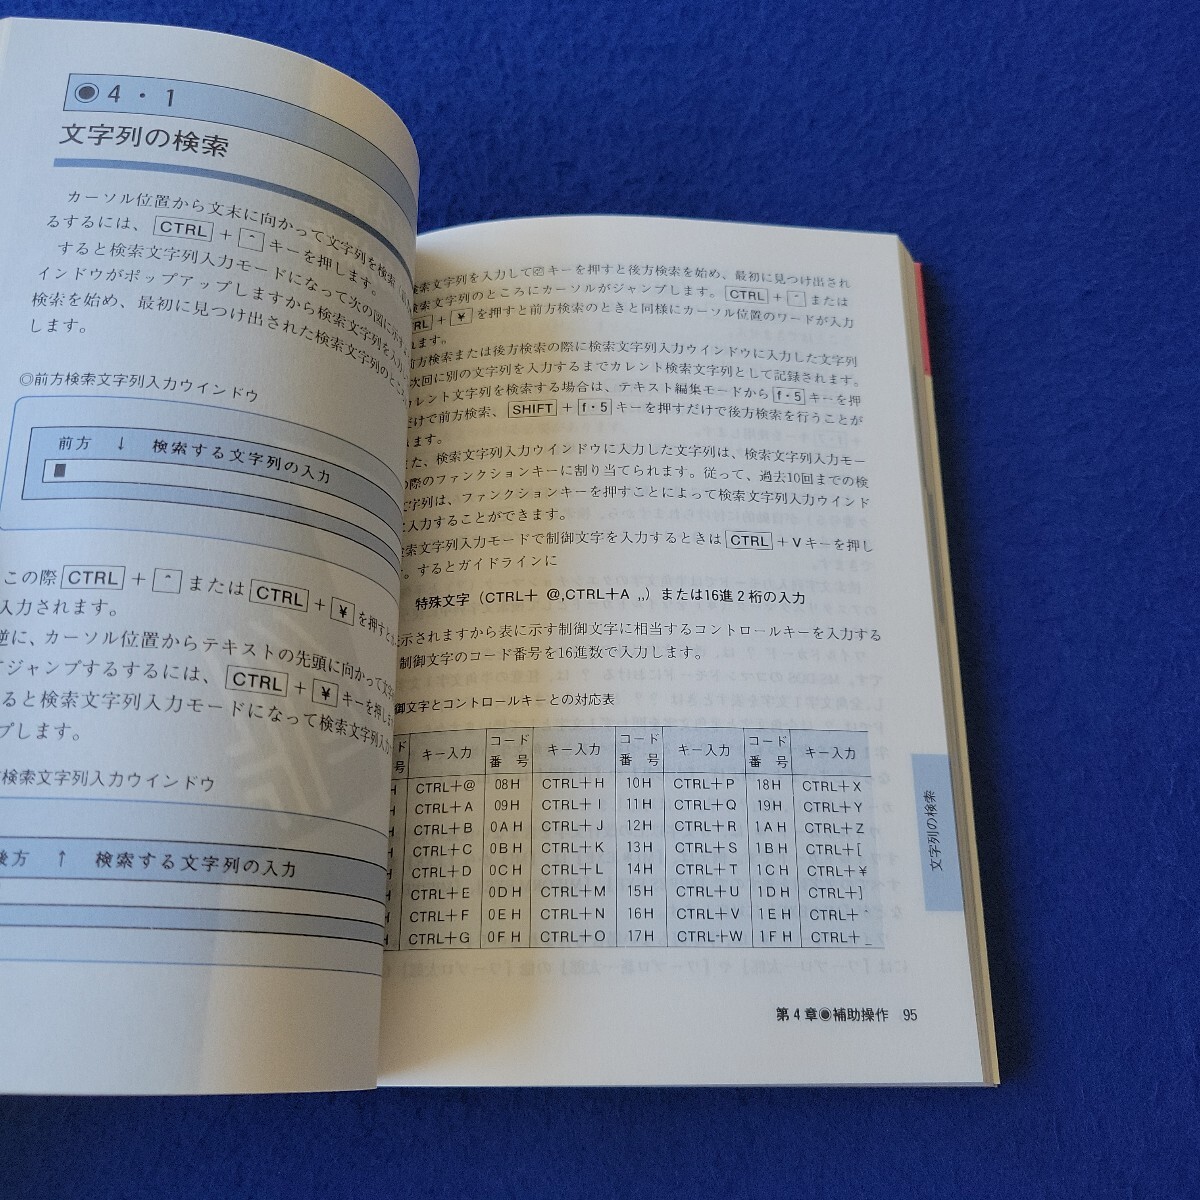 ◉4・1
文字列の検索
カーソル位置から文末に向かって文字列を検索
るするには、CTRL+^キーを押します。
すると検索文字列入力モードになって次の図に示す
インドウがポップアップしますから検索文字列を入力
検索を始め、最初に見つけ出された検索文字列のところ
します。
◎前方検索文字列入力ウインドウ
前方 ↓ 検索する文字列の入力
この際CTRL+^またはCTRL+¥を押すと
入力されます。
逆に、カーソル位置からテキストの先頭に向かって文字
ジャンプするするには、CTRL+¥キーを押しま
ると検索文字列入力モードになって検索文字列入力
プします。
検索文字列入力ウインドウ
後方 ↑ 検索する文字列の入力
検索文字列を入力して⏎キーを押すと後方検索を始め、最初に見つけ出され
検索文字列のところにカーソルがジャンプします。CTRL+^または
RL+¥を押すと前方検索のときと同様にカーソル位置のワードが入力
れます。
前方検索または後方検索の際に検索文字列入力ウインドウに入力した文字列
次回に別の文字列を入力するまでカレント検索文字列として記録されます。
カレント文字列を検索する場合は、テキスト編集モードからf・5キーを押
だけで前方検索、SHIFT+f・5キーを押すだけで後方検索を行うことが
ます。
また、検索文字列入力ウインドウに入力した文字列は、検索文字列入力モー
の際のファンクションキーに割り当てられます。従って、過去10回までの検
文字列は、ファンクションキーを押すことによって検索文字列入力ウインド
に入力することができます。
検索文字列入力モードで制御文字を入力するときはCTRL+Vキーを押し
。するとガイドラインに
特殊文字（CTRL+ @,CTRL+A ,,）または16進2桁の入力
示されますから表に示す制御文字に相当するコントロールキーを入力する
制御文字のコード番号を16進数で入力します。
御文字とコントロールキーとの対応表
ド号 キー入力 コード番号 キー入力 コード番号 キー入力 コード番号 キー入力
H CTRL+@ 08H CTRL+H 10H CTRL+P 18H CTRL+X
H CTRL+A 09H CTRL+I 11H CTRL+Q 19H CTRL+Y
H CTRL+B 0AH CTRL+J 12H CTRL+R 1AH CTRL+Z
H CTRL+C 0BH CTRL+K 13H CTRL+S 1BH CTRL+[
H CTRL+D 0CH CTRL+L 14H CTRL+T 1CH CTRL+¥
H CTRL+E 0DH CTRL+M 15H CTRL+U 1DH CTRL+]
H CTRL+F 0EH CTRL+N 16H CTRL+V 1EH CTRL+^
H CTRL+G 0FH CTRL+O 17H CTRL+W 1FH CTRL+_
文字列の検索
第4章◉補助操作 95